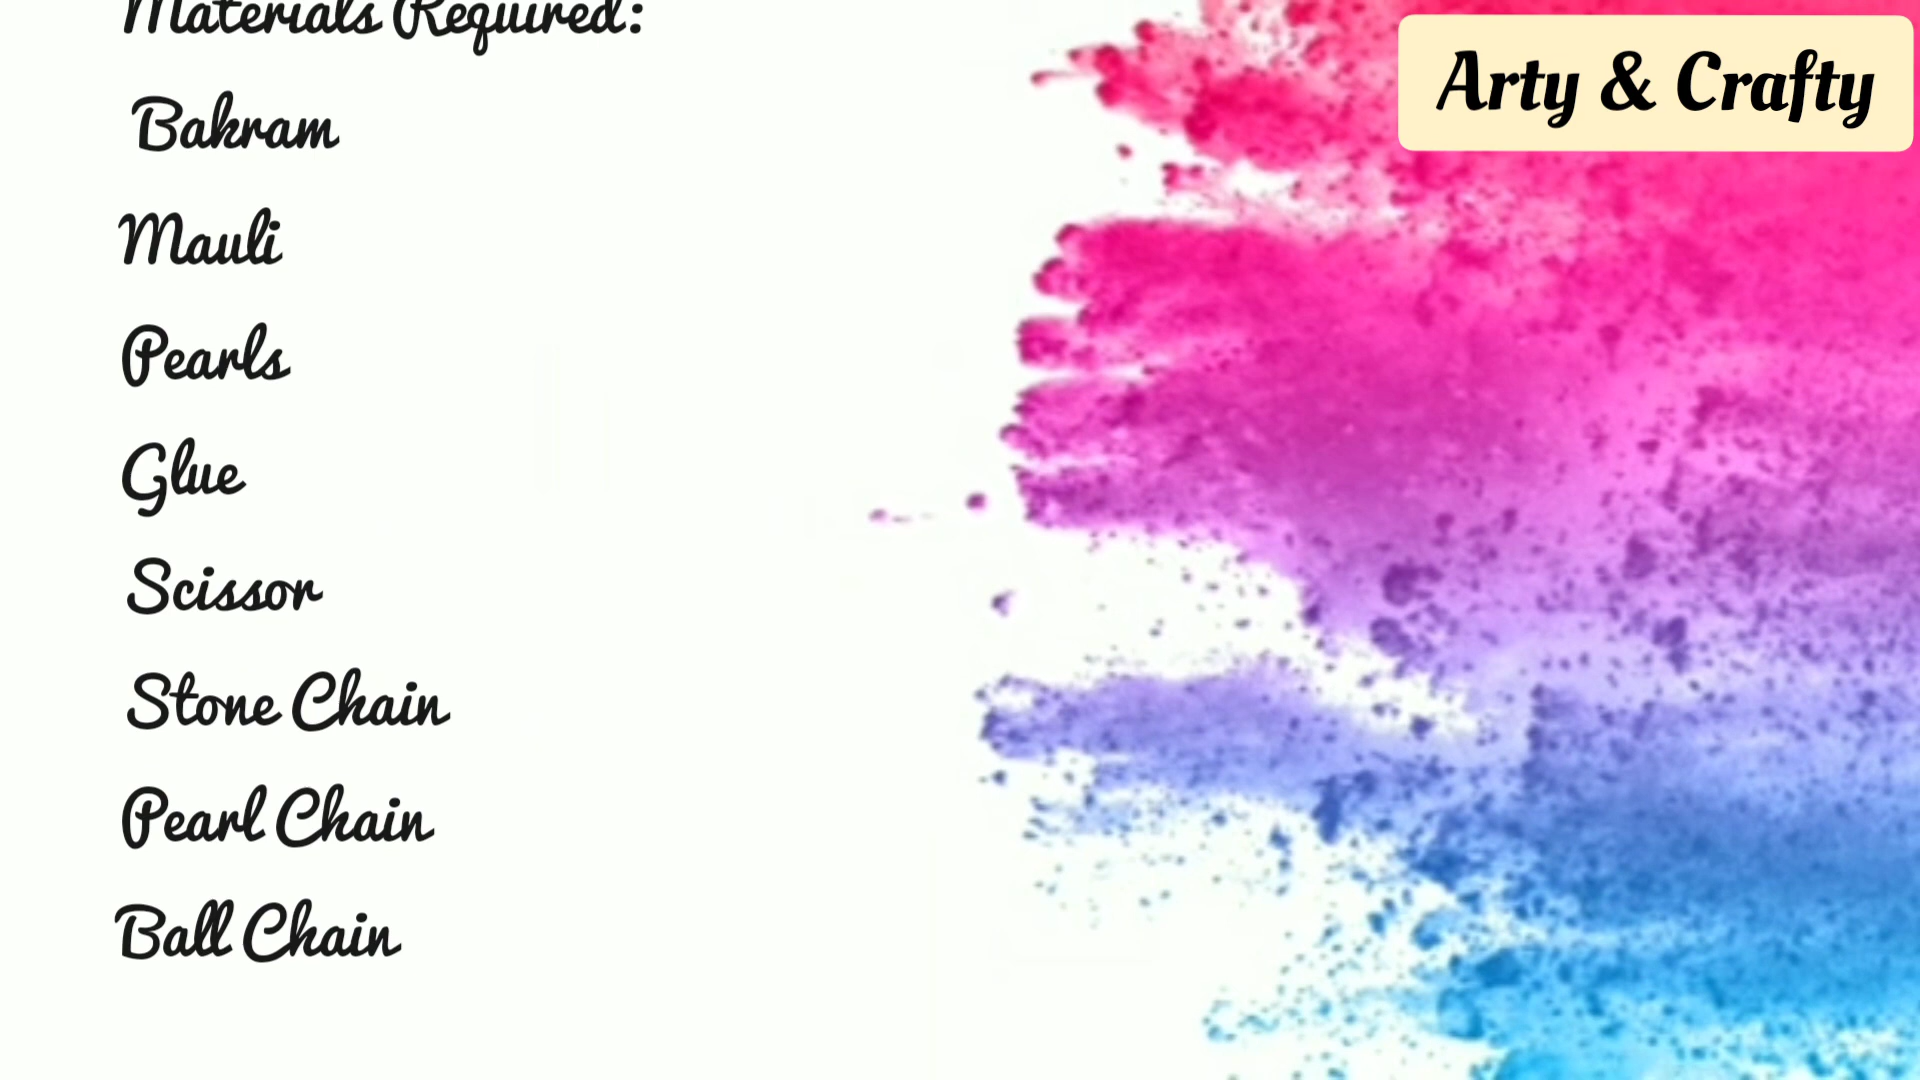 Materials Required:
Arty & Crafty
Bakram
Mauli
Pearls
Glue
Scissor
Stone Chain
Pearl Chain
Ball Chain